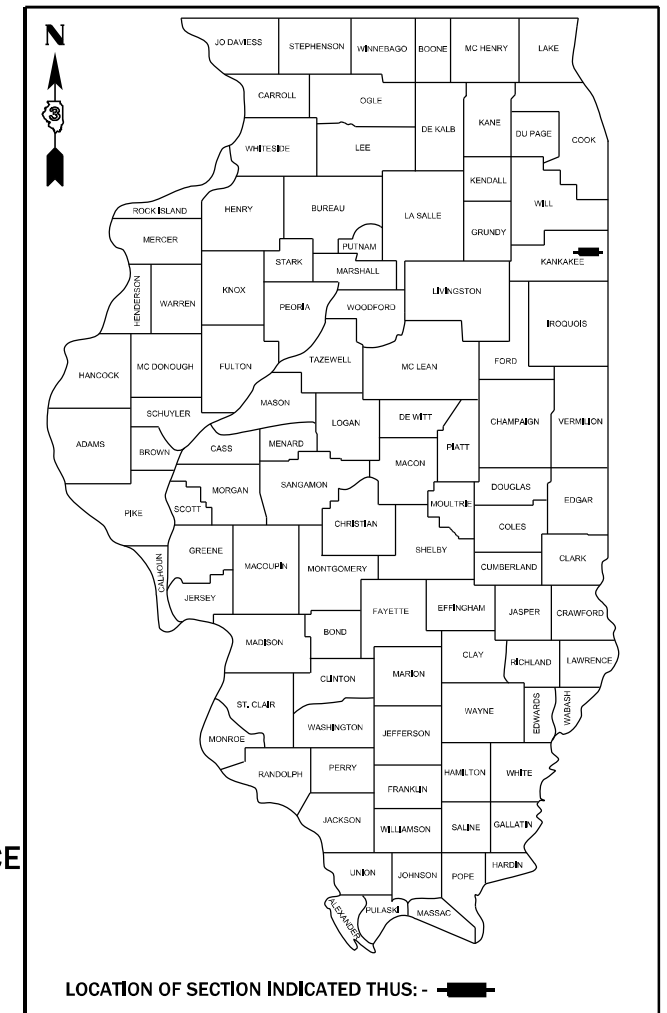 JO DAVIESS
STEPHENSON
WINNEBAGO
BOONE
MC HENRY
LAKE
N
CARROLL
OGLE
DE KALB
KANE
DU PAGE
COOK
3
WHITESIDE
LEE
KENDALL
WILL
ROCK ISLAND
HENRY
BUREAU
LA SALLE
GRUNDY
MERCER
PUTNAM
KANKAKEE
STARK
MARSHALL
HENDERSON
WARREN
KNOX
PEORIA
WOODFORD
LIVINGSTON
IROQUOIS
HANCOCK
MC DONOUGH
FULTON
TAZEWELL
MC LEAN
FORD
MASON
SCHUYLER
LOGAN
DE WITT
CHAMPAIGN
VERMILION
ADAMS
BROWN
CASS
MENARD
PIATT
MACON
MORGAN
SANGAMON
DOUGLAS
EDGAR
PIKE
SCOTT
CHRISTIAN
MOULTRIE
COLES
GREENE
MACOUPIN
MONTGOMERY
SHELBY
CUMBERLAND
CLARK
CALHOUN
JERSEY
FAYETTE
EFFINGHAM
JASPER
CRAWFORD
MADISON
BOND
CLAY
RICHLAND
LAWRENCE
CLINTON
MARION
ST. CLAIR
WAYNE
EDWARDS
WABASH
WASHINGTON
JEFFERSON
MONROE
RANDOLPH
PERRY
HAMILTON
WHITE
FRANKLIN
JACKSON
WILLIAMSON
SALINE
GALLATIN
CE
UNION
JOHNSON
POPE
HARDIN
ALEXANDER
PULASKI
MASSAC
LOCATION OF SECTION INDICATED THUS: -